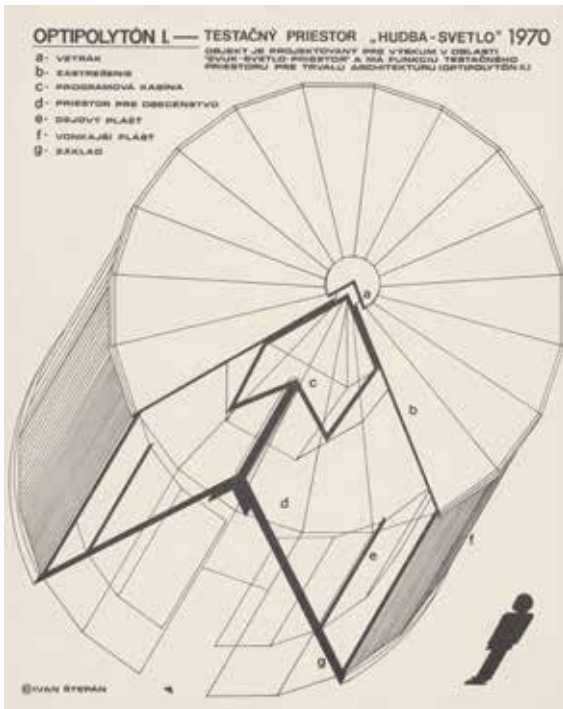 OPTIPOLYTÓN I. — TESTAČNÝ PRIESTOR „HUDBA-SVETLO" 1970
OBJEKT JE PROJEKTOVANÝ PRE VÝSKUM V OBLASTI
"ZVUK-SVETLO-PRIESTOR" A MÁ FUNKCIU TESTAČNÉHO
PRIESTORU PRE TRVALÚ ARCHITEKTÚRU (OPTIPOLYTÓN II.)
a- VETRÁK
b- ZASTREŠENIE
c- PROGRAMOVÁ KABÍNA
d- PRIESTOR PRE OBECENSTVO
e- DEJOVÝ PLÁŠŤ
f- VONKAJŠÍ PLÁŠŤ
g- ZÁKLAD
a
c
b
d
e
f
g
©IVAN ŠTEPÁN